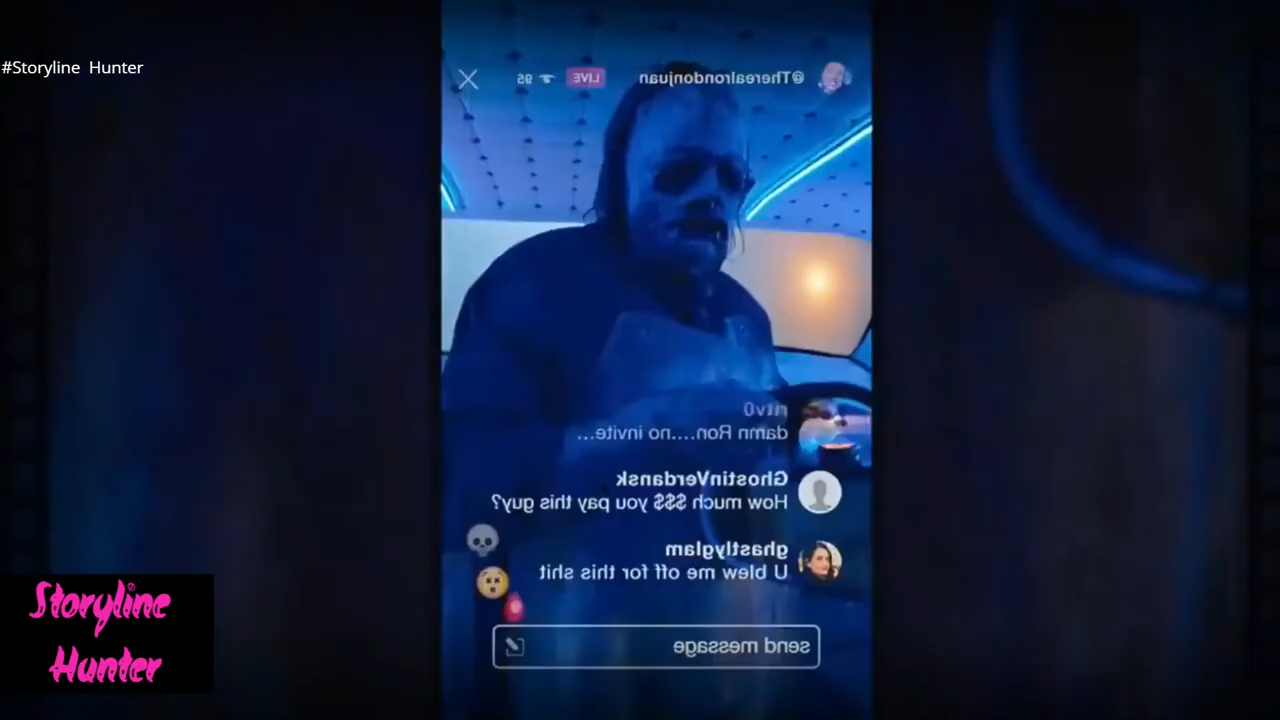 #Storyline Hunter
@Therealrondonjuan LIVE 95
rltv0
damn Ron....no invite...
GhostinVerdansk
How much $$$ you pay this guy?
ghastlyglam
U blew me off for this shit
send message
Storyline
Hunter